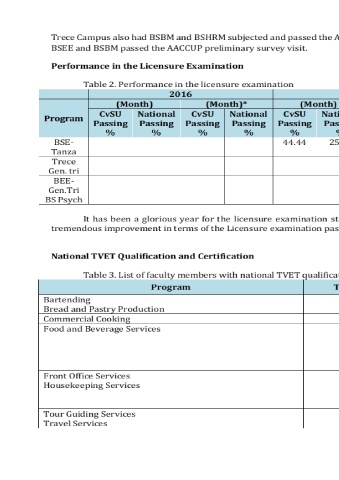 Trece Campus also had BSBM and BSHRM subjected and passed the A
BSEE and BSBM passed the AACCUP preliminary survey visit.
Performance in the Licensure Examination
Table 2. Performance in the licensure examination
2016
(Month) (Month)* (Month)
Program CvSU Passing % National Passing % CvSU Passing % National Passing % CvSU Passing %
BSE- Tanza 44.44 25
Trece
Gen. tri
BEE-
Gen.Tri
BS Psych
It has been a glorious year for the licensure examination st
tremendous improvement in terms of the Licensure examination pas
National TVET Qualification and Certification
Table 3. List of faculty members with national TVET qualifica
Program T
Bartending
Bread and Pastry Production
Commercial Cooking
Food and Beverage Services
Front Office Services
Housekeeping Services
Tour Guiding Services
Travel Services